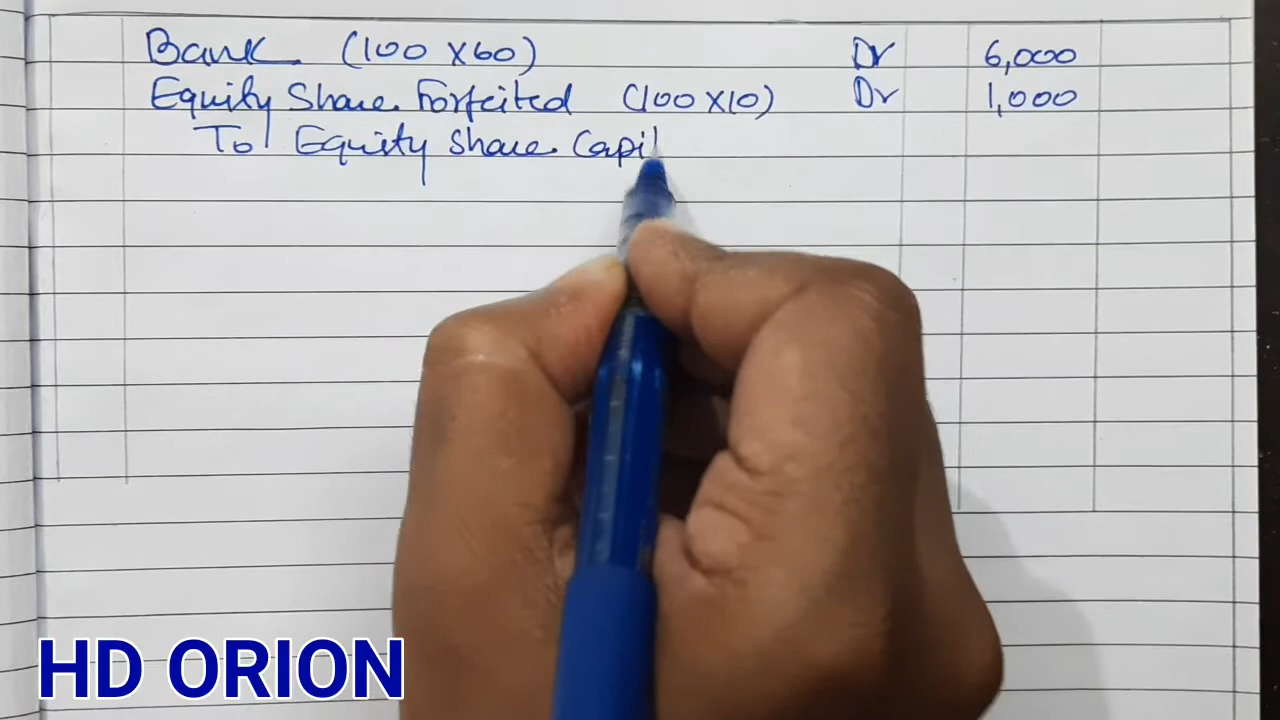 Bank (100 X 60) Dr 6,000
Equity Share Forfeited (100 X 10) Dr 1,000
To Equity Share Capi
HD ORION